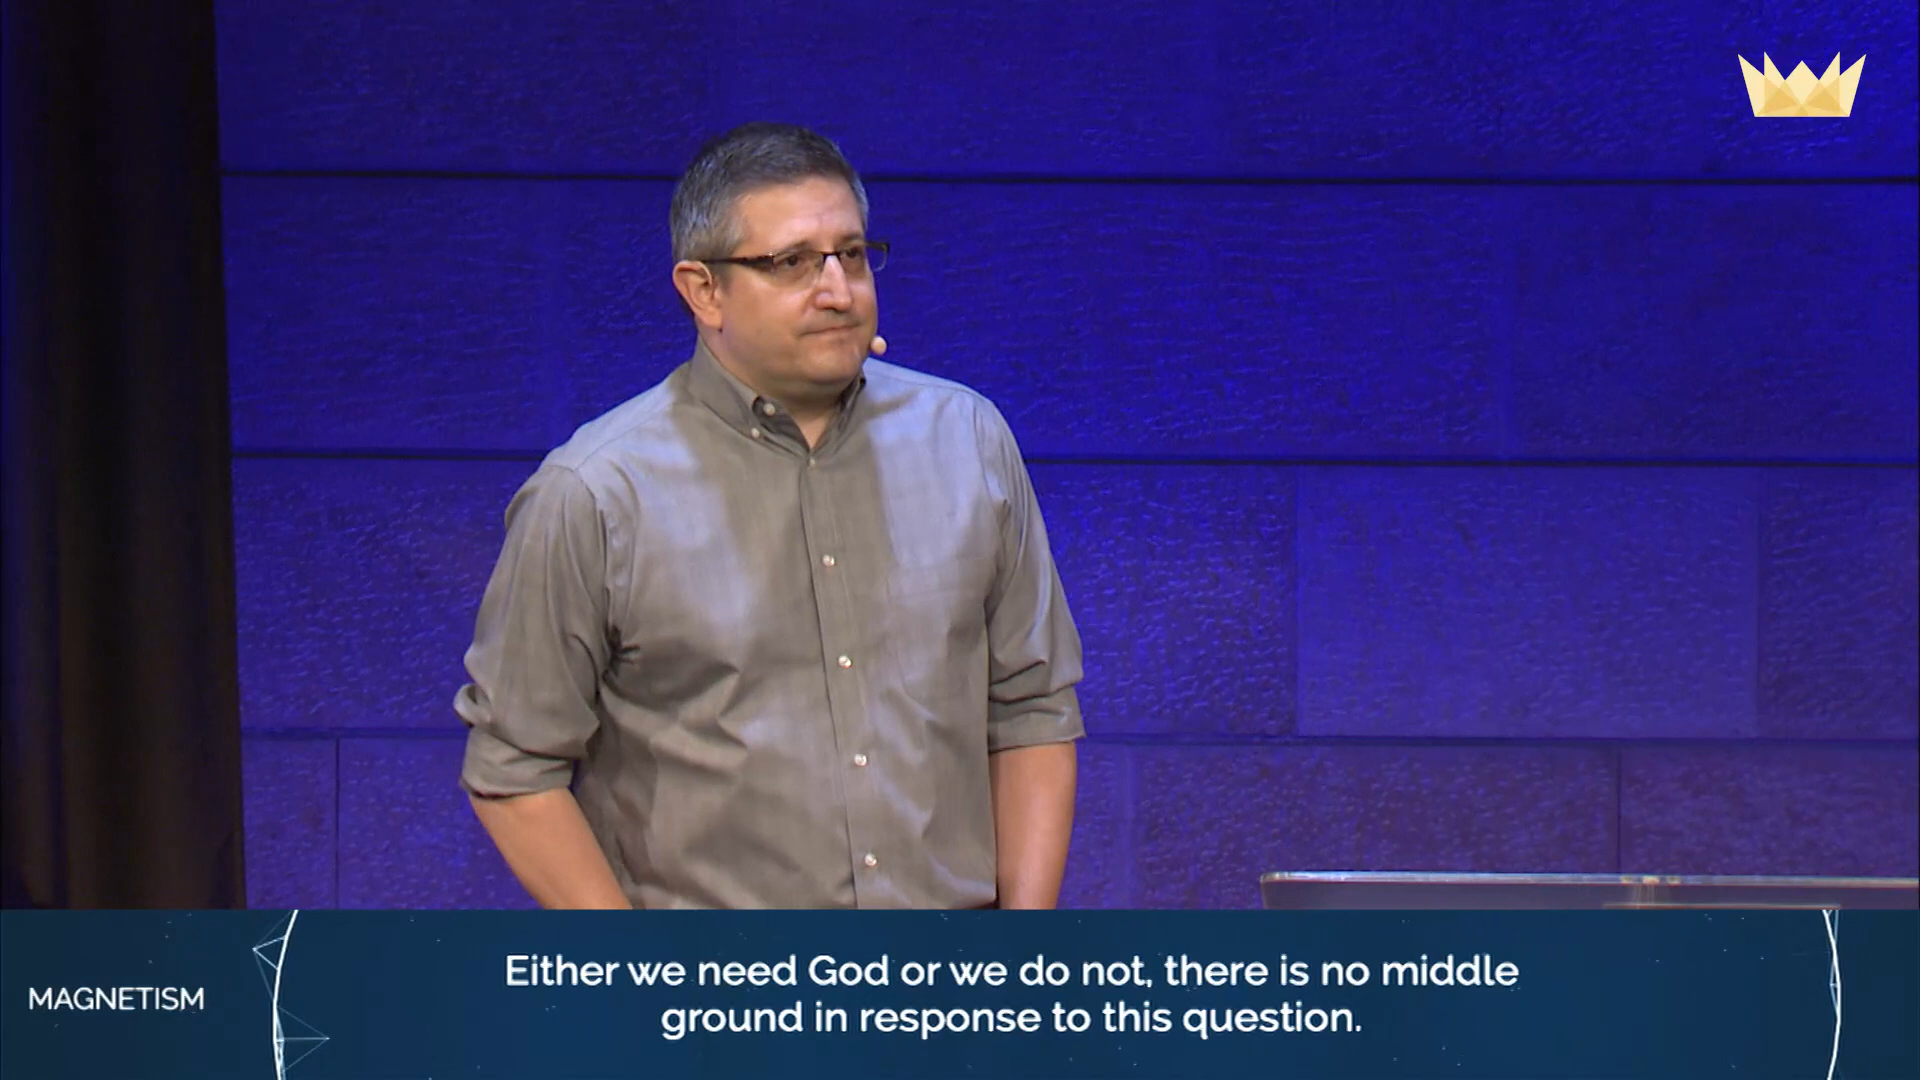 MAGNETISM
Either we need God or we do not, there is no middle
ground in response to this question.